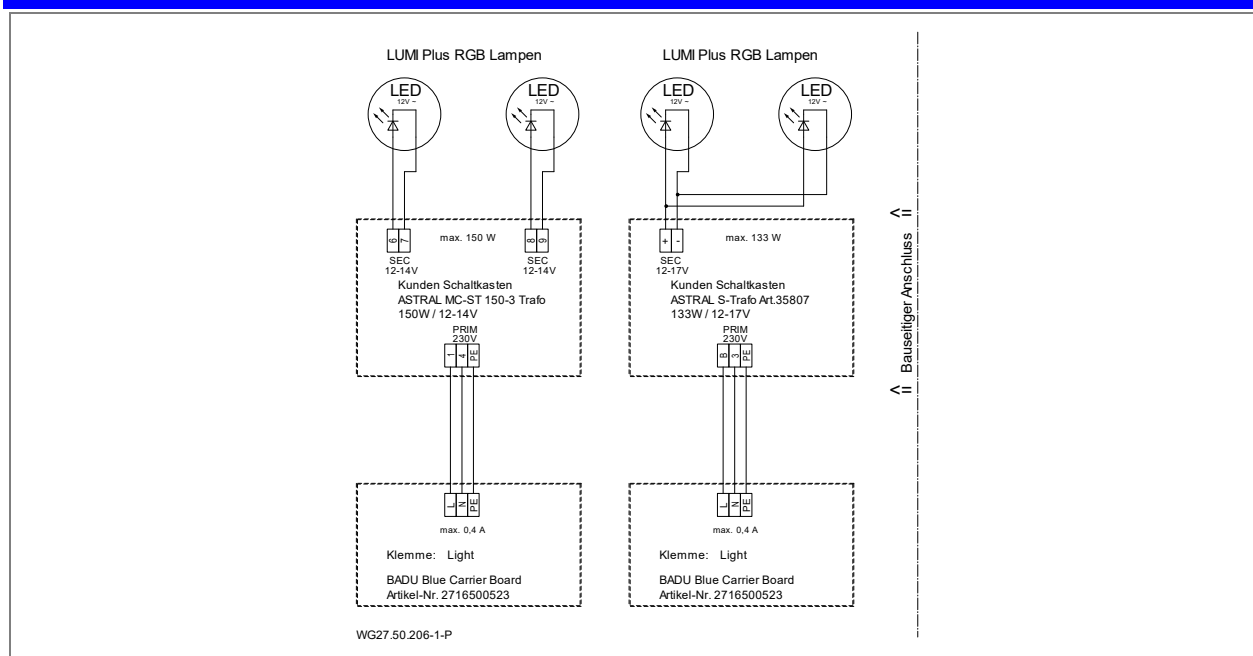 LUMI Plus RGB Lampen
LED
12V ~
LED
12V ~
6
7
max. 150 W
8
9
SEC
12-14V
SEC
12-14V
Kunden Schaltkasten
ASTRAL MC-ST 150-3 Trafo
150W / 12-14V
PRIM
230V
1
4
PE
L
N
PE
max. 0,4 A
Klemme: Light
BADU Blue Carrier Board
Artikel-Nr. 2716500523
WG27.50.206-1-P
LUMI Plus RGB Lampen
LED
12V ~
LED
12V ~
+
-
max. 133 W
SEC
12-17V
Kunden Schaltkasten
ASTRAL S-Trafo Art.35807
133W / 12-17V
PRIM
230V
B
3
PE
L
N
PE
max. 0,4 A
Klemme: Light
BADU Blue Carrier Board
Artikel-Nr. 2716500523
<= Bauseitiger Anschluss <=